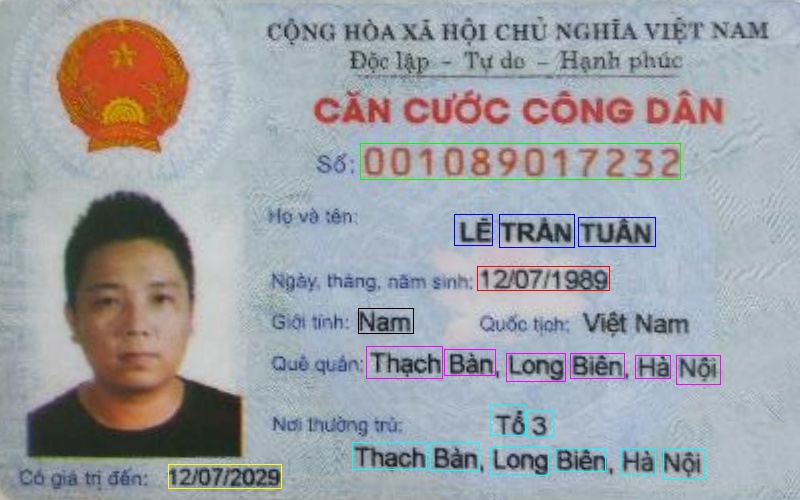 CỘNG HÒA XÃ HỘI CHỦ NGHĨA VIỆT NAM
Độc lập - Tự do - Hạnh phúc
CĂN CƯỚC CÔNG DÂN
Số: 001089017232
Họ và tên:
LÊ TRẦN TUẤN
Ngày, tháng, năm sinh: 12/07/1989
Giới tính: Nam Quốc tịch: Việt Nam
Quê quán: Thạch Bàn, Long Biên, Hà Nội
Nơi thường trú: Tổ 3
Thạch Bàn, Long Biên, Hà Nội
Có giá trị đến: 12/07/2029